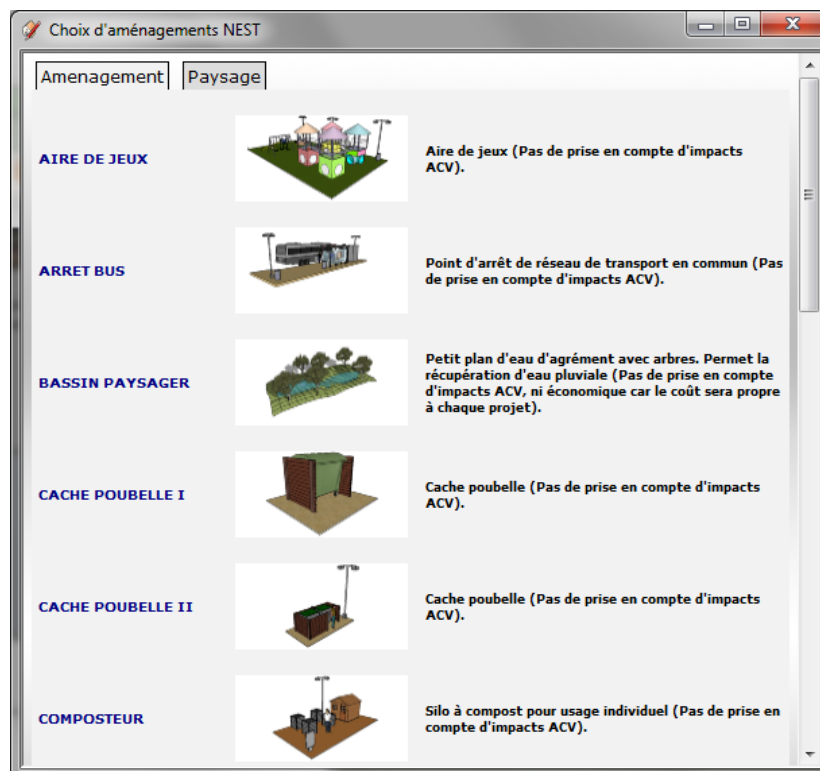 Choix d'aménagements NEST
Amenagement Paysage
AIRE DE JEUX
Aire de jeux (Pas de prise en compte d'impacts
ACV).
ARRET BUS
Point d'arrêt de réseau de transport en commun (Pas
de prise en compte d'impacts ACV).
BASSIN PAYSAGER
Petit plan d'eau d'agrément avec arbres. Permet la
récupération d'eau pluviale (Pas de prise en compte
d'impacts ACV, ni économique car le coût sera propre
à chaque projet).
CACHE POUBELLE I
Cache poubelle (Pas de prise en compte d'impacts
ACV).
CACHE POUBELLE II
Cache poubelle (Pas de prise en compte d'impacts
ACV).
COMPOSTEUR
Silo à compost pour usage individuel (Pas de prise en
compte d'impacts ACV).